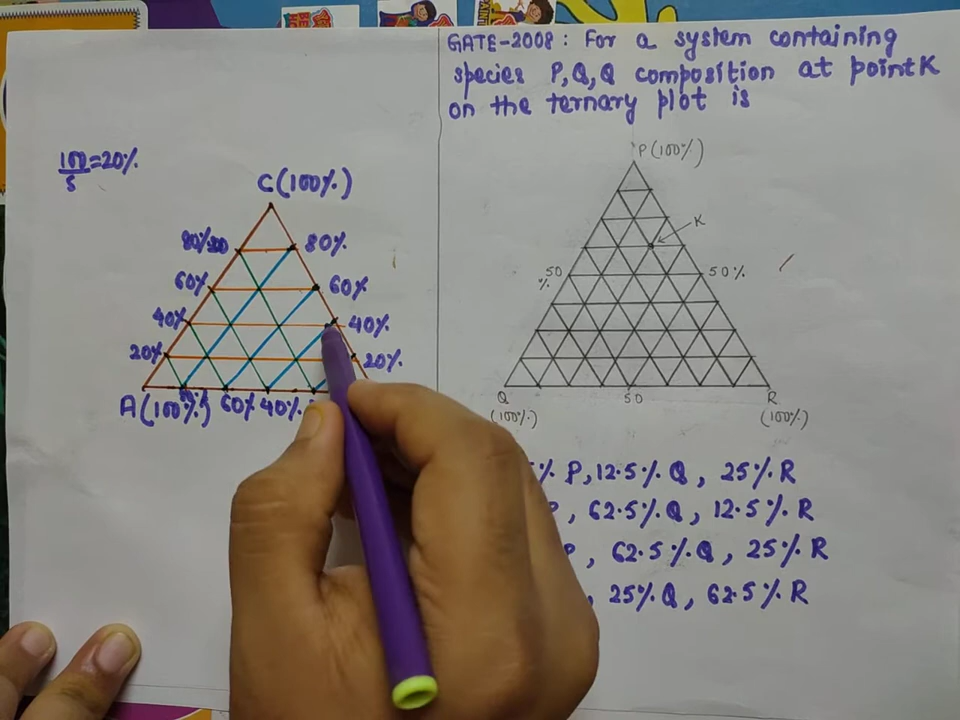 GATE-2008: For a system containing
species P,Q,Q composition at point K
on the ternary plot is
100/5=20%
C(100%)
80%
60%
40%
20%
80%
60%
40%
20%
A(100%)
60%
40%
P(100%)
K
50
%
50%
Q
(100%)
50
R
(100%)
% P,12.5% Q, 25% R
, 62.5% Q, 12.5% R
, 62.5% Q, 25% R
, 25% Q, 62.5% R